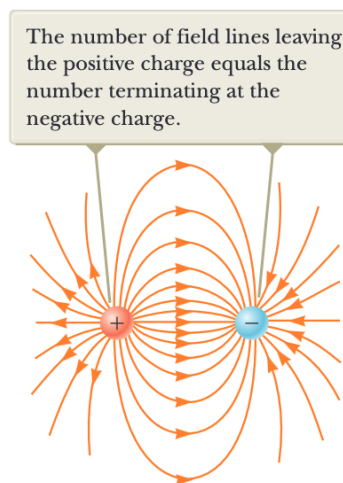 The number of field lines leaving
the positive charge equals the
number terminating at the
negative charge.
+ −